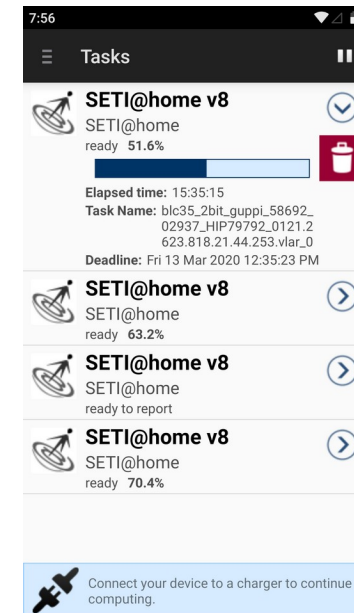 7:56
Tasks
SETI@home v8
SETI@home
ready 51.6%
Elapsed time: 15:35:15
Task Name: blc35_2bit_guppi_58692_
02937_HIP79792_0121.2
623.818.21.44.253.vlar_0
Deadline: Fri 13 Mar 2020 12:35:23 PM
SETI@home v8
SETI@home
ready 63.2%
SETI@home v8
SETI@home
ready to report
SETI@home v8
SETI@home
ready 70.4%
Connect your device to a charger to continue
computing.